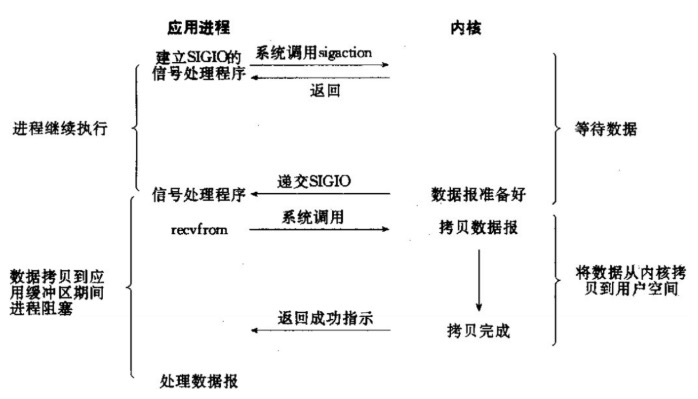 应用进程
内核
建立SIGIO的
信号处理程序
系统调用sigaction
返回
进程继续执行
等待数据
递交SIGIO
信号处理程序
数据报准备好
系统调用
recvfrom
拷贝数据报
数据拷贝到应
用缓冲区期间
进程阻塞
将数据从内核拷
贝到用户空间
返回成功指示
拷贝完成
处理数据报